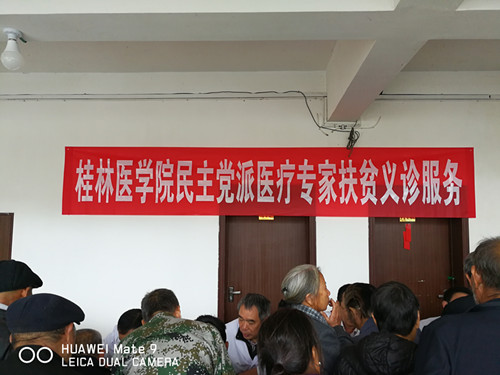 桂林医学院民主党派医疗专家扶贫义诊服务
HUAWEI Mate 9
LEICA DUAL CAMERA